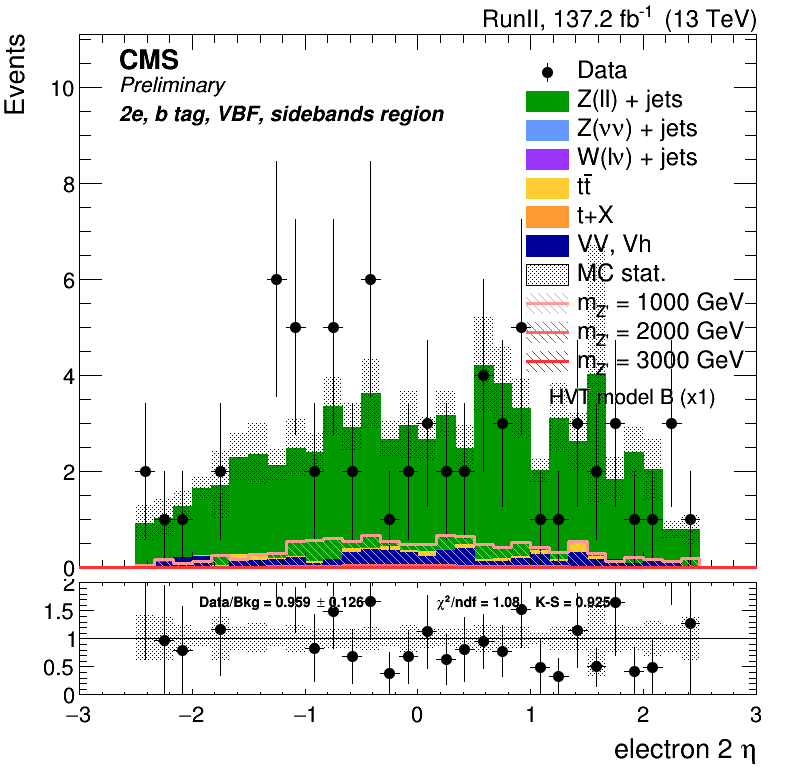 RunII, 137.2 fb⁻¹ (13 TeV)
Events
CMS
Preliminary
2e, b tag, VBF, sidebands region
Data
Z(ll) + jets
Z(νν) + jets
W(lν) + jets
tt̄
t+X
VV, Vh
MC stat.
m_Z' = 1000 GeV
m_Z' = 2000 GeV
m_Z' = 3000 GeV
HVT model B (x1)
10
8
6
4
2
0
Data/Bkg = 0.959 ± 0.126
χ²/ndf = 1.08, K-S = 0.925
2
1.5
1
0.5
0
−3 −2 −1 0 1 2 3
electron 2 η